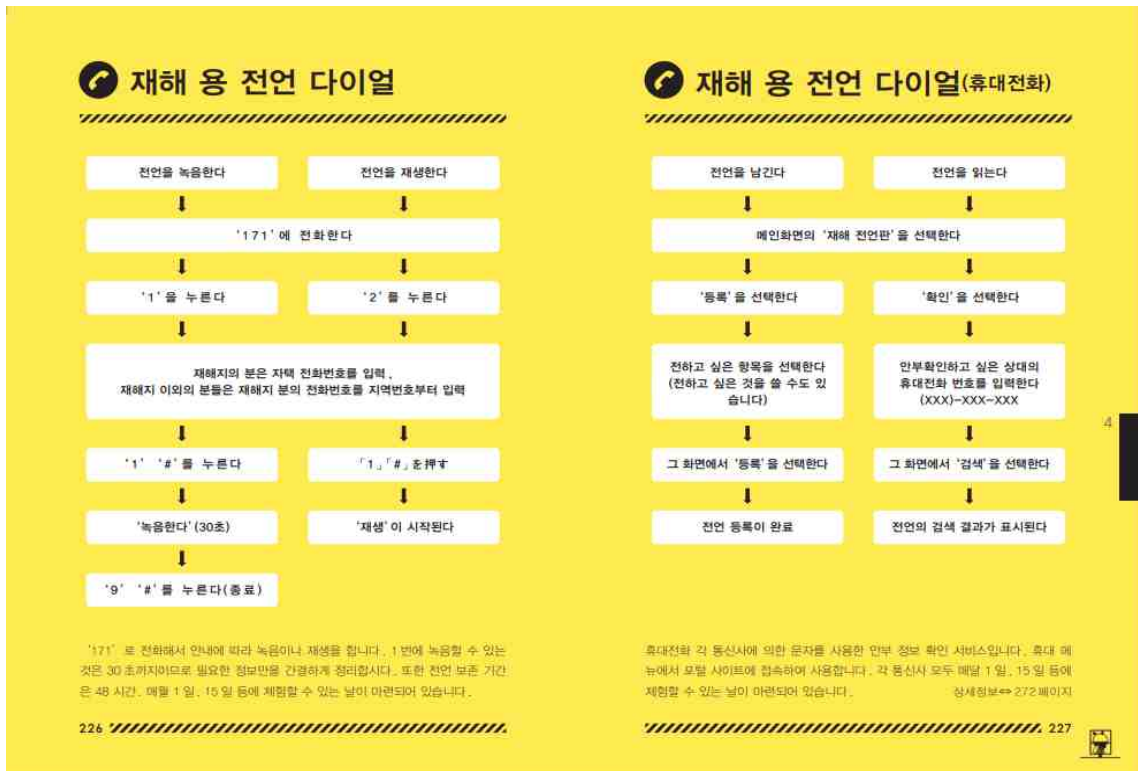 재해 용 전언 다이얼
전언을 녹음한다
전언을 재생한다
'171'에 전화한다
'1'을 누른다
'2'를 누른다
재해지의 분은 자택 전화번호를 입력.
재해지 이외의 분들은 재해지 분의 전화번호를 지역번호부터 입력
'1' '#'를 누른다
「1」「#」を押す
'녹음한다'(30초)
'재생'이 시작된다
'9' '#'를 누른다(종료)
'171'로 전화해서 안내에 따라 녹음이나 재생을 합니다. 1번에 녹음할 수 있는
것은 30초까지이므로 필요한 정보만을 간결하게 정리합시다. 또한 전언 보존 기간
은 48시간. 매월 1일, 15일 등에 체험할 수 있는 날이 마련되어 있습니다.
226
재해 용 전언 다이얼(휴대전화)
전언을 남긴다
전언을 읽는다
메인화면의 '재해 전언판'을 선택한다
'등록'을 선택한다
'확인'을 선택한다
전하고 싶은 항목을 선택한다
(전하고 싶은 것을 쓸 수도 있
습니다)
안부확인하고 싶은 상대의
휴대전화 번호를 입력한다
(XXX)-XXX-XXX
그 화면에서 '등록'을 선택한다
그 화면에서 '검색'을 선택한다
전언 등록이 완료
전언의 검색 결과가 표시된다
휴대전화 각 통신사에 의한 문자를 사용한 안부 정보 확인 서비스입니다. 휴대 메
뉴에서 포털 사이트에 접속하여 사용합니다. 각 통신사 모두 매달 1일, 15일 등에
체험할 수 있는 날이 마련되어 있습니다. 상세정보⇔272페이지
4
227